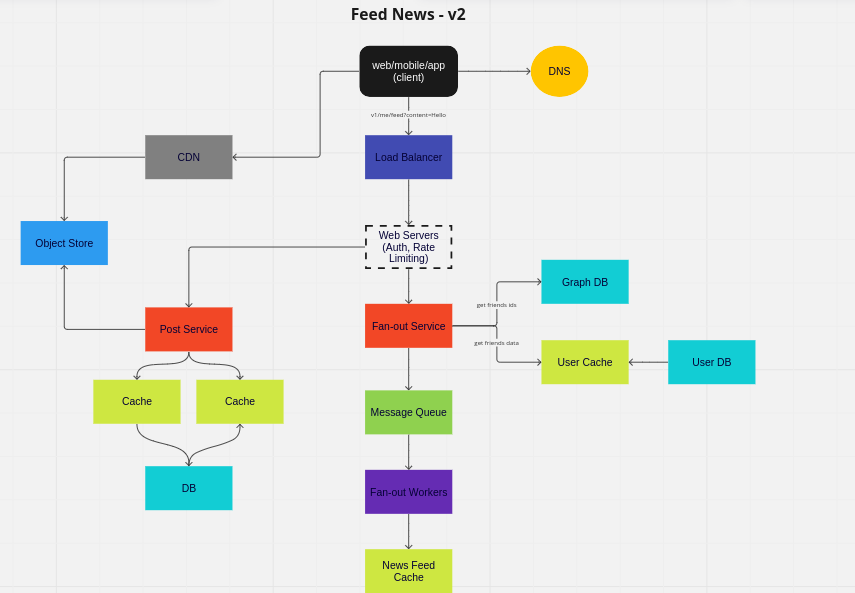 Feed News - v2
web/mobile/app
(client)
DNS
v1/me/feed?content=Hello
CDN
Load Balancer
Object Store
Web Servers
(Auth, Rate
Limiting)
Graph DB
get friends ids
Post Service
Fan-out Service
get friends data
User Cache
User DB
Cache
Cache
Message Queue
DB
Fan-out Workers
News Feed
Cache